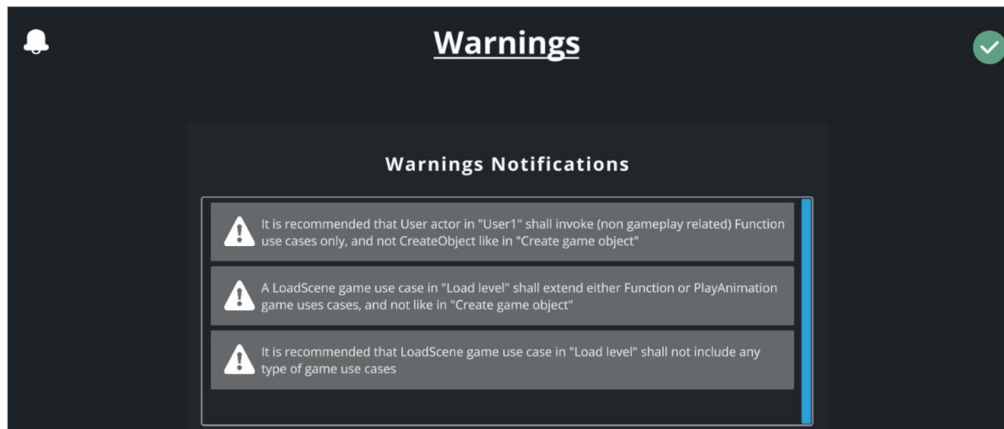 Warnings
Warnings Notifications
It is recommended that User actor in "User1" shall invoke (non gameplay related) Function
use cases only, and not CreateObject like in "Create game object"
A LoadScene game use case in "Load level" shall extend either Function or PlayAnimation
game uses cases, and not like in "Create game object"
It is recommended that LoadScene game use case in "Load level" shall not include any
type of game use cases